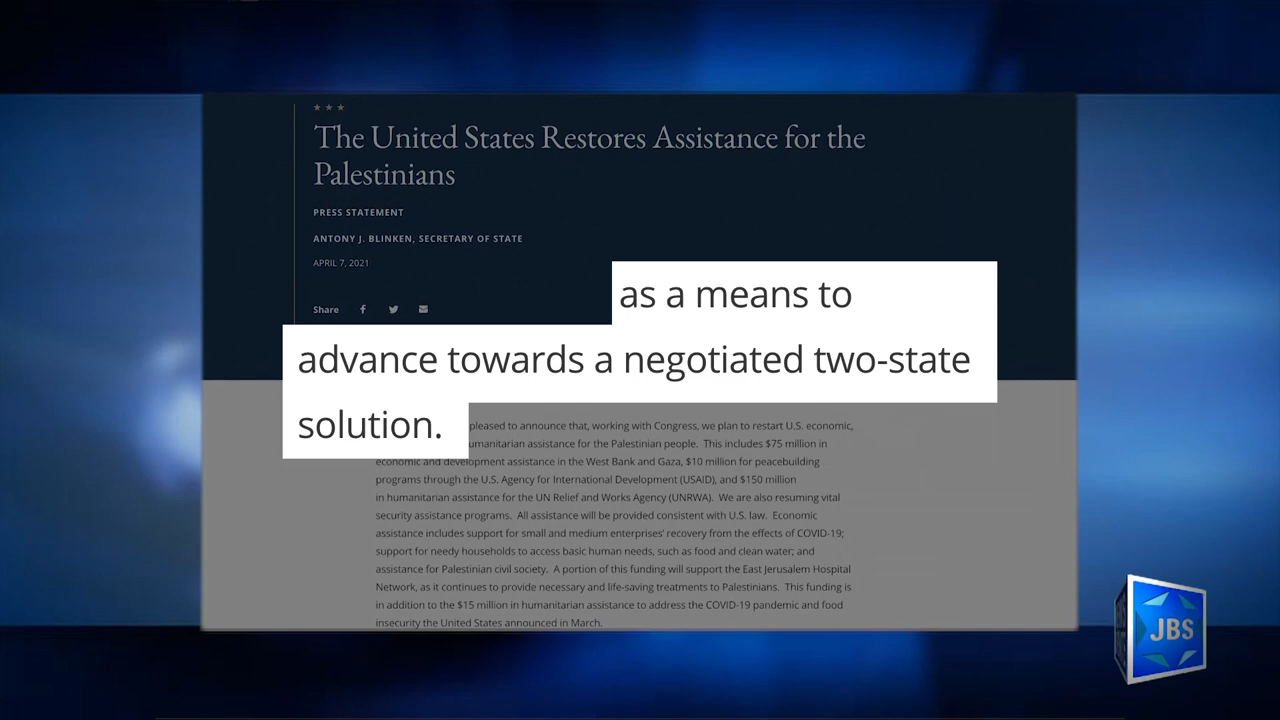 The United States Restores Assistance for the
Palestinians
PRESS STATEMENT
ANTONY J. BLINKEN, SECRETARY OF STATE
APRIL 7, 2021
Share
as a means to
advance towards a negotiated two-state
solution.
pleased to announce that, working with Congress, we plan to restart U.S. economic,
humanitarian assistance for the Palestinian people. This includes $75 million in
economic and development assistance in the West Bank and Gaza, $10 million for peacebuilding
programs through the U.S. Agency for International Development (USAID), and $150 million
in humanitarian assistance for the UN Relief and Works Agency (UNRWA). We are also resuming vital
security assistance programs. All assistance will be provided consistent with U.S. law. Economic
assistance includes support for small and medium enterprises' recovery from the effects of COVID-19;
support for needy households to access basic human needs, such as food and clean water; and
assistance for Palestinian civil society. A portion of this funding will support the East Jerusalem Hospital
Network, as it continues to provide necessary and life-saving treatments to Palestinians. This funding is
in addition to the $15 million in humanitarian assistance to address the COVID-19 pandemic and food
insecurity the United States announced in March.
JBS